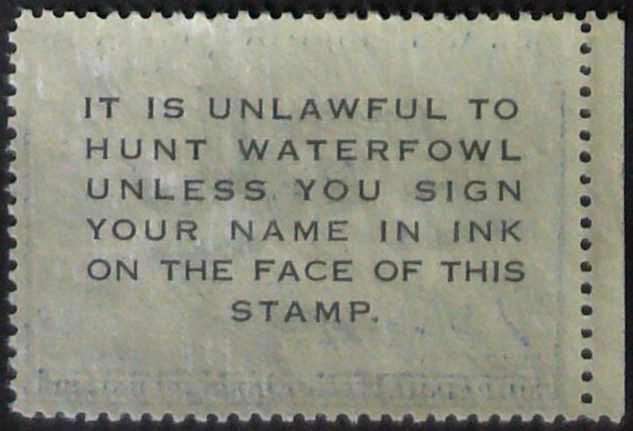 IT IS UNLAWFUL TO
HUNT WATERFOWL
UNLESS YOU SIGN
YOUR NAME IN INK
ON THE FACE OF THIS
STAMP.